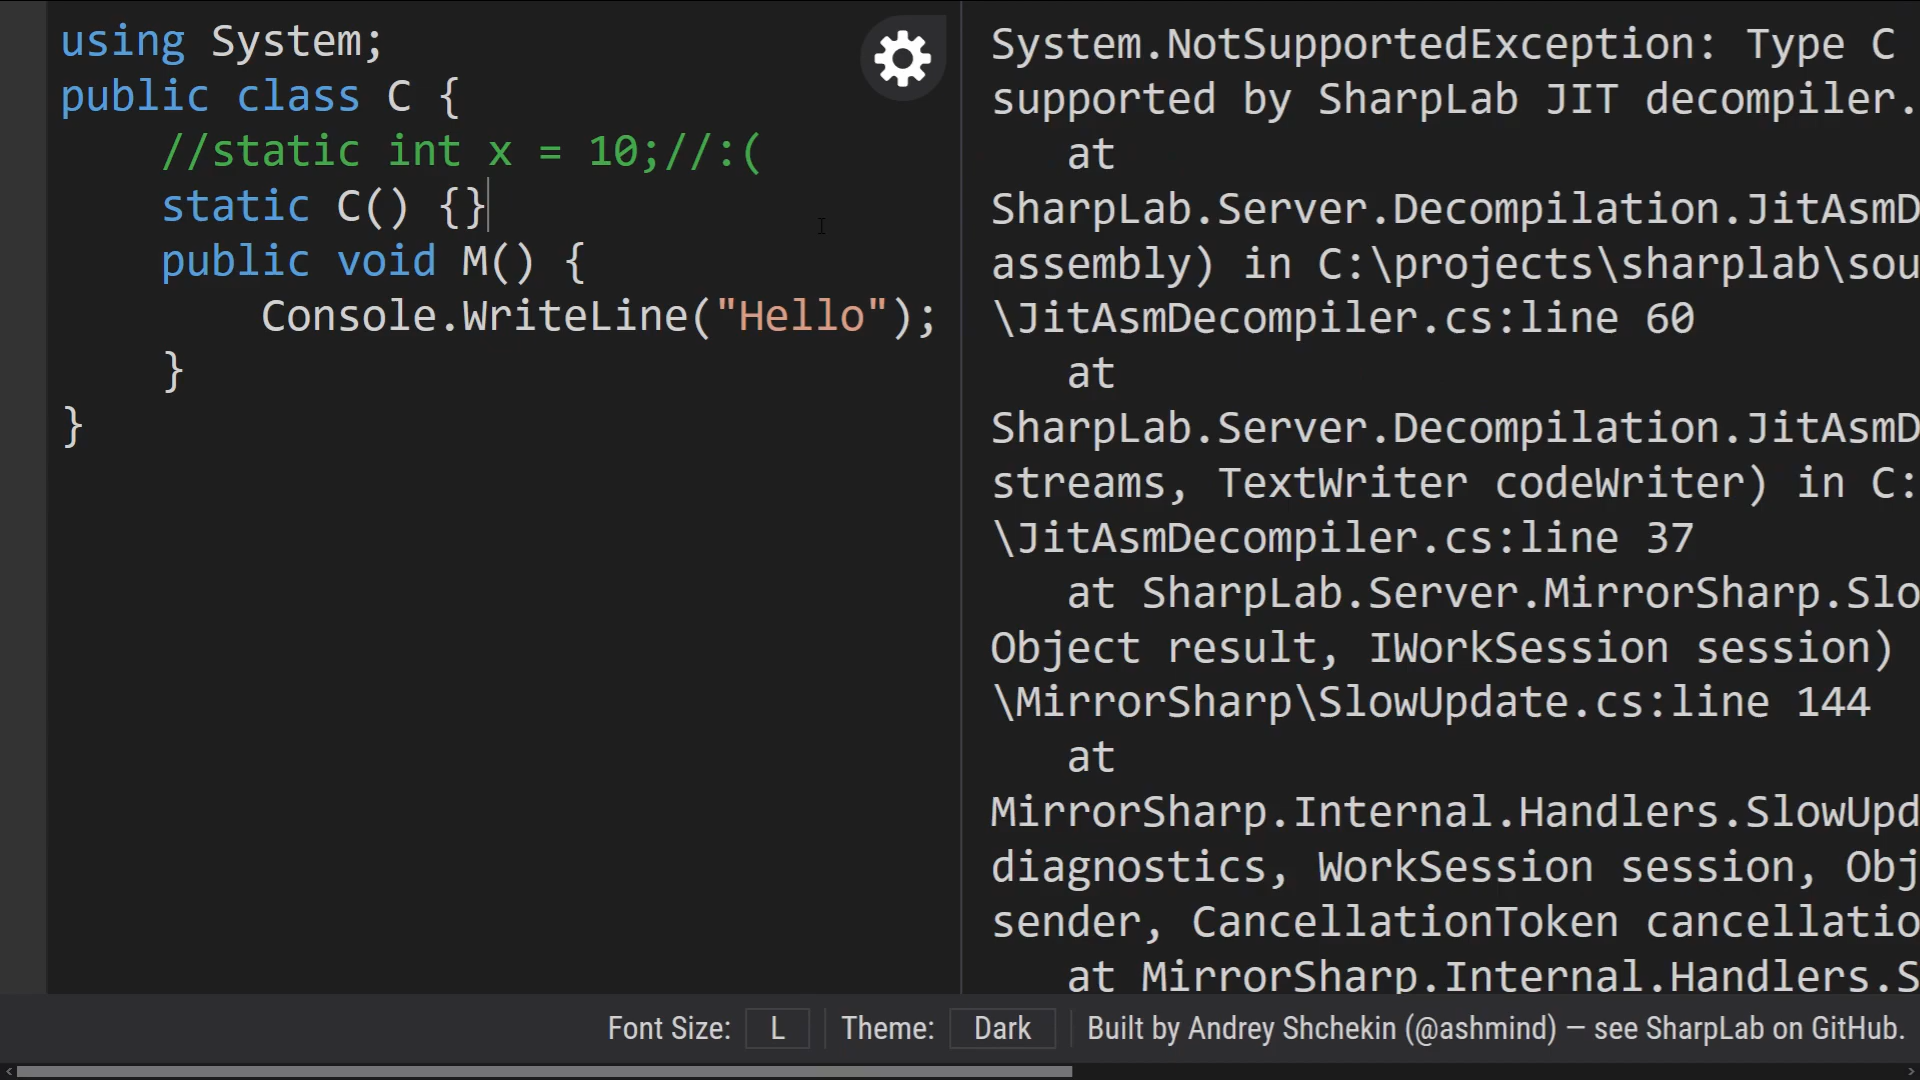 using System;
public class C {
//static int x = 10;//:(
static C() {}
public void M() {
Console.WriteLine("Hello");
}
}
System.NotSupportedException: Type C
supported by SharpLab JIT decompiler.
at
SharpLab.Server.Decompilation.JitAsmD
assembly) in C:\projects\sharplab\sou
\JitAsmDecompiler.cs:line 60
at
SharpLab.Server.Decompilation.JitAsmD
streams, TextWriter codeWriter) in C:
\JitAsmDecompiler.cs:line 37
at SharpLab.Server.MirrorSharp.Slo
Object result, IWorkSession session)
\MirrorSharp\SlowUpdate.cs:line 144
at
MirrorSharp.Internal.Handlers.SlowUpd
diagnostics, WorkSession session, Obj
sender, CancellationToken cancellatio
at MirrorSharp.Internal.Handlers.S
Font Size: L Theme: Dark Built by Andrey Shchekin (@ashmind) — see SharpLab on GitHub.